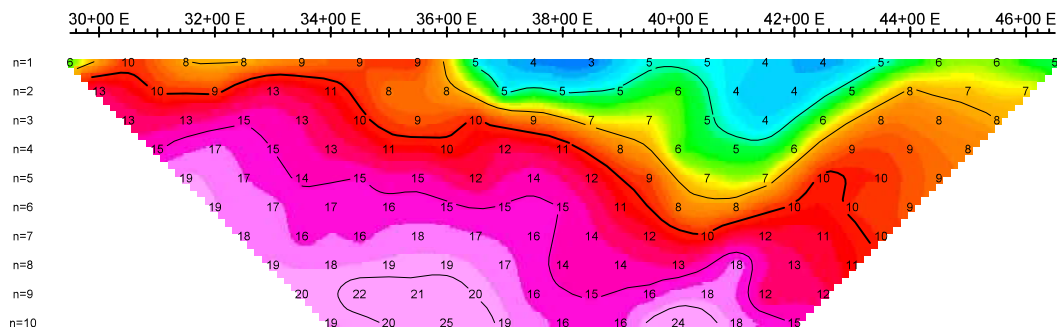 30+00 E 32+00 E 34+00 E 36+00 E 38+00 E 40+00 E 42+00 E 44+00 E 46+00 E
n=1 6 10 8 8 9 9 9 5 4 3 5 5 4 4 5 6 6 5
n=2 13 10 9 13 11 8 8 5 5 5 6 4 4 5 8 7 7
n=3 13 13 15 13 10 9 10 9 7 7 5 4 6 8 8 8
n=4 15 17 15 13 11 10 12 11 8 6 5 6 9 9 8
n=5 19 17 14 15 15 12 14 12 9 7 7 10 10 9
n=6 19 17 17 16 15 15 15 11 10 8 10 10 9
n=7 18 16 16 18 17 16 14 12 10 12 11 10
n=8 19 18 19 19 17 14 14 13 18 13 11
n=9 20 22 21 20 16 15 16 18 12 12
n=10 19 20 25 19 16 16 24 18 15